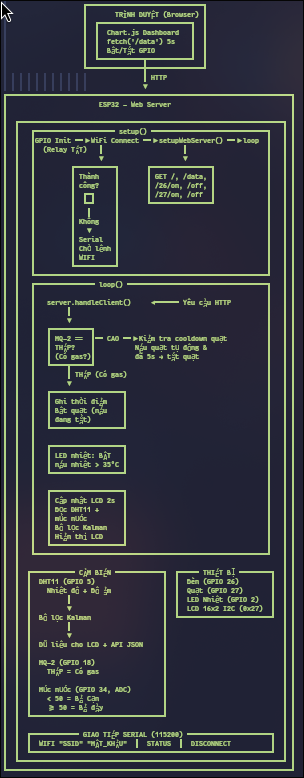 TRÌNH DUYỆT (Browser)
Chart.js Dashboard
fetch('/data') 5s
Bật/Tắt GPIO
HTTP
ESP32 – Web Server
setup()
GPIO Init → WiFi Connect → setupWebServer() → loop
(Relay TẮT)
Thành
công?
GET /, /data,
/26/on, /off,
/27/on, /off
Không
Serial
Chờ lệnh
WIFI
loop()
server.handleClient() ← Yêu cầu HTTP
MQ-2 ==
THẤP?
(Có gas?)
CAO → Kiểm tra cooldown quạt
Nếu quạt tự động &
đã 5s → tắt quạt
THẤP (Có gas)
Ghi thời điểm
Bật quạt (nếu
đang tắt)
LED nhiệt: BẬT
nếu nhiệt > 35°C
Cập nhật LCD 2s
Đọc DHT11 +
mức nước
Bộ lọc Kalman
Hiển thị LCD
CẢM BIẾN
DHT11 (GPIO 5)
Nhiệt độ + Độ ẩm
Bộ lọc Kalman
Dữ liệu cho LCD + API JSON
MQ-2 (GPIO 18)
THẤP = Có gas
Mức nước (GPIO 34, ADC)
< 50 = Bể Cạn
≥ 50 = Bể đầy
THIẾT BỊ
Đèn (GPIO 26)
Quạt (GPIO 27)
LED Nhiệt (GPIO 2)
LCD 16x2 I2C (0x27)
GIAO TIẾP SERIAL (115200)
WIFI "SSID" "MẬT_KHẨU" | STATUS | DISCONNECT